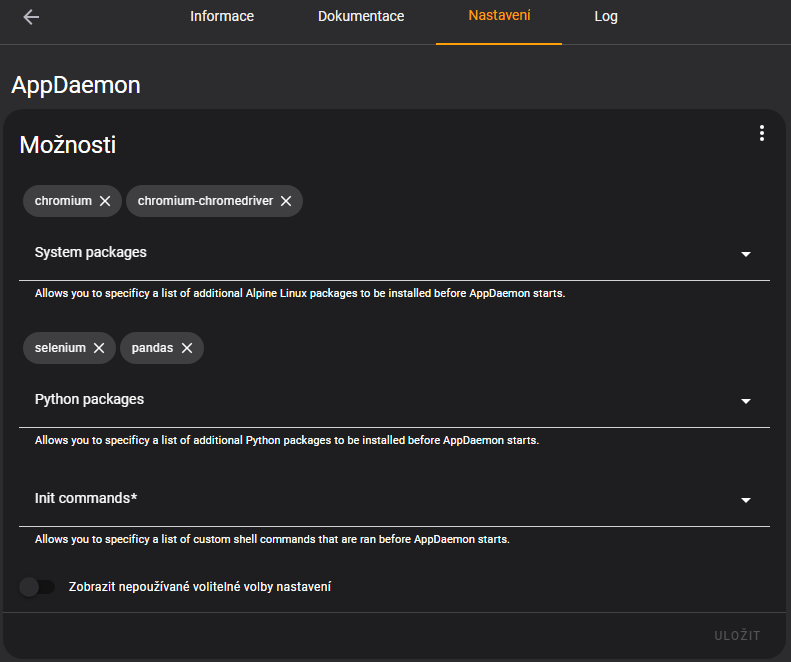 Informace Dokumentace Nastavení Log
AppDaemon
Možnosti
chromium chromium-chromedriver
System packages
Allows you to specificy a list of additional Alpine Linux packages to be installed before AppDaemon starts.
selenium pandas
Python packages
Allows you to specificy a list of additional Python packages to be installed before AppDaemon starts.
Init commands*
Allows you to specificy a list of custom shell commands that are ran before AppDaemon starts.
Zobrazit nepoužívané volitelné volby nastavení
ULOŽIT